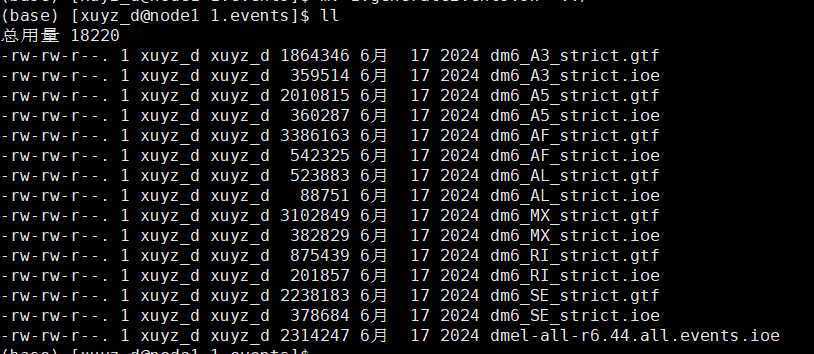 (base) [xuyz_d@node1 1.events]$ ll
总用量 18220
-rw-rw-r--. 1 xuyz_d xuyz_d 1864346 6月  17 2024 dm6_A3_strict.gtf
-rw-rw-r--. 1 xuyz_d xuyz_d  359514 6月  17 2024 dm6_A3_strict.ioe
-rw-rw-r--. 1 xuyz_d xuyz_d 2010815 6月  17 2024 dm6_A5_strict.gtf
-rw-rw-r--. 1 xuyz_d xuyz_d  360287 6月  17 2024 dm6_A5_strict.ioe
-rw-rw-r--. 1 xuyz_d xuyz_d 3386163 6月  17 2024 dm6_AF_strict.gtf
-rw-rw-r--. 1 xuyz_d xuyz_d  542325 6月  17 2024 dm6_AF_strict.ioe
-rw-rw-r--. 1 xuyz_d xuyz_d  523883 6月  17 2024 dm6_AL_strict.gtf
-rw-rw-r--. 1 xuyz_d xuyz_d   88751 6月  17 2024 dm6_AL_strict.ioe
-rw-rw-r--. 1 xuyz_d xuyz_d 3102849 6月  17 2024 dm6_MX_strict.gtf
-rw-rw-r--. 1 xuyz_d xuyz_d  382829 6月  17 2024 dm6_MX_strict.ioe
-rw-rw-r--. 1 xuyz_d xuyz_d  875439 6月  17 2024 dm6_RI_strict.gtf
-rw-rw-r--. 1 xuyz_d xuyz_d  201857 6月  17 2024 dm6_RI_strict.ioe
-rw-rw-r--. 1 xuyz_d xuyz_d 2238183 6月  17 2024 dm6_SE_strict.gtf
-rw-rw-r--. 1 xuyz_d xuyz_d  378684 6月  17 2024 dm6_SE_strict.ioe
-rw-rw-r--. 1 xuyz_d xuyz_d 2314247 6月  17 2024 dmel-all-r6.44.all.events.ioe
(base) [xuyz_d@node1 1.events]$